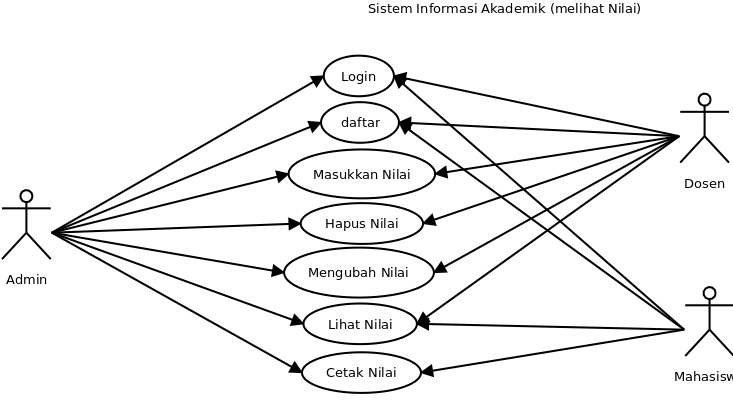 Sistem Informasi Akademik (melihat Nilai)
Login
daftar
Masukkan Nilai
Hapus Nilai
Mengubah Nilai
Lihat Nilai
Cetak Nilai
Admin
Dosen
Mahasisw